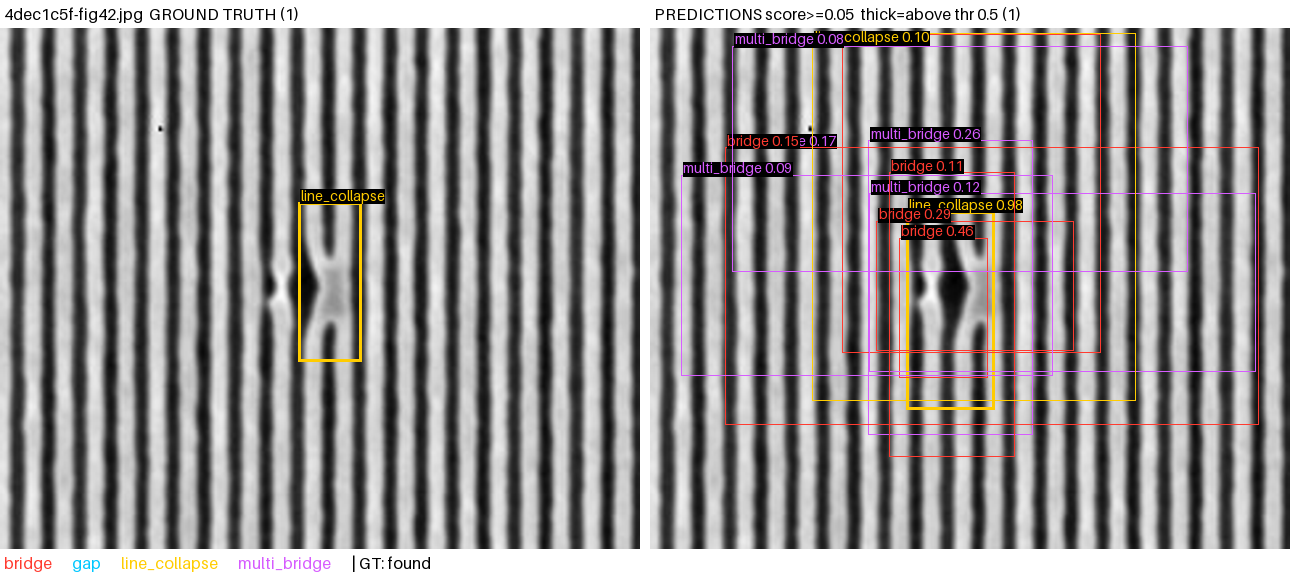 4dec1c5f-fig42.jpg GROUND TRUTH (1)
PREDICTIONS score>=0.05 thick=above thr 0.5 (1)
multi_bridge 0.08
collapse 0.10
multi_bridge 0.26
bridge 0.15
e 0.17
bridge 0.11
multi_bridge 0.09
multi_bridge 0.12
line_collapse
line_collapse 0.98
bridge 0.29
bridge 0.46
bridge gap line_collapse multi_bridge | GT: found